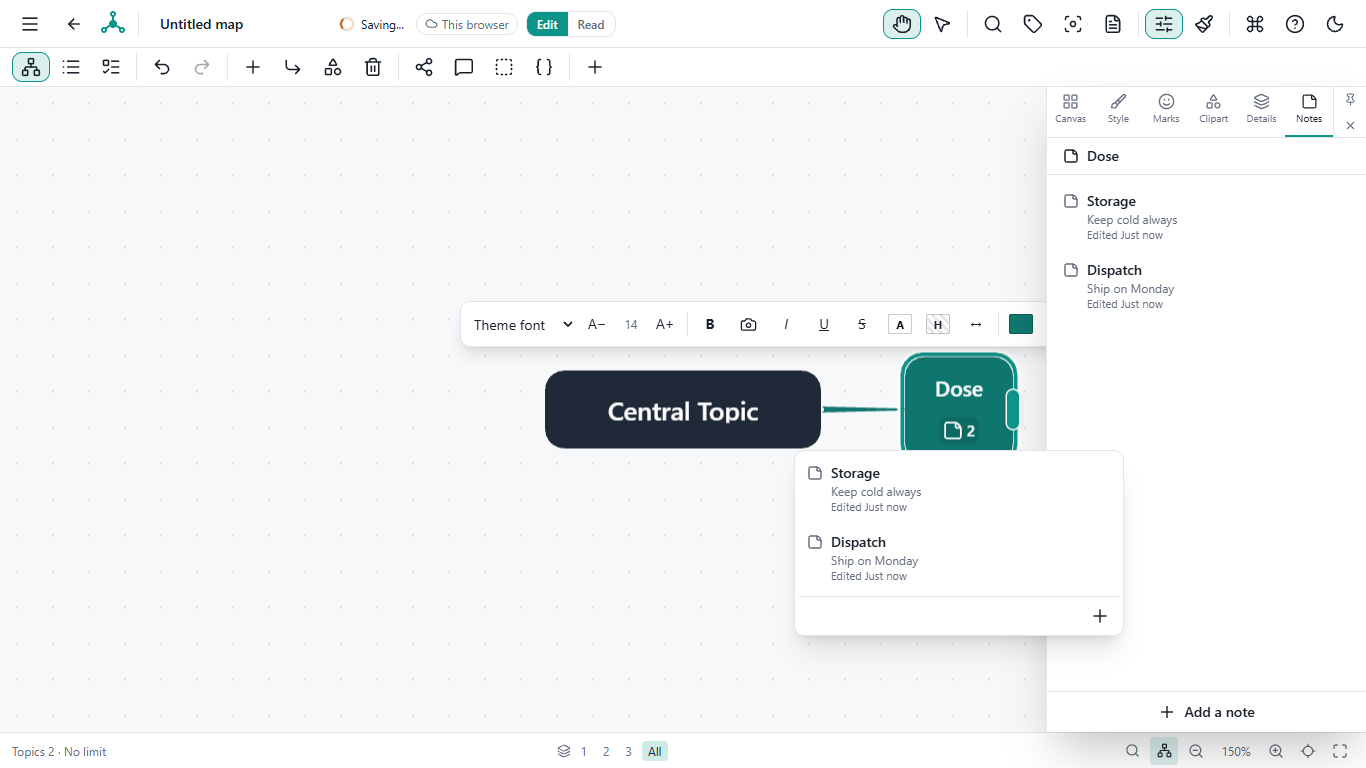 Untitled map
Saving...
This browser
Edit
Read
Canvas
Style
Marks
Clipart
Details
Notes
Dose
Storage
Keep cold always
Edited Just now
Dispatch
Ship on Monday
Edited Just now
Theme font
A−
14
A+
B
I
U
S
A
H
Central Topic
Dose
2
Storage
Keep cold always
Edited Just now
Dispatch
Ship on Monday
Edited Just now
Add a note
Topics 2 · No limit
1
2
3
All
150%